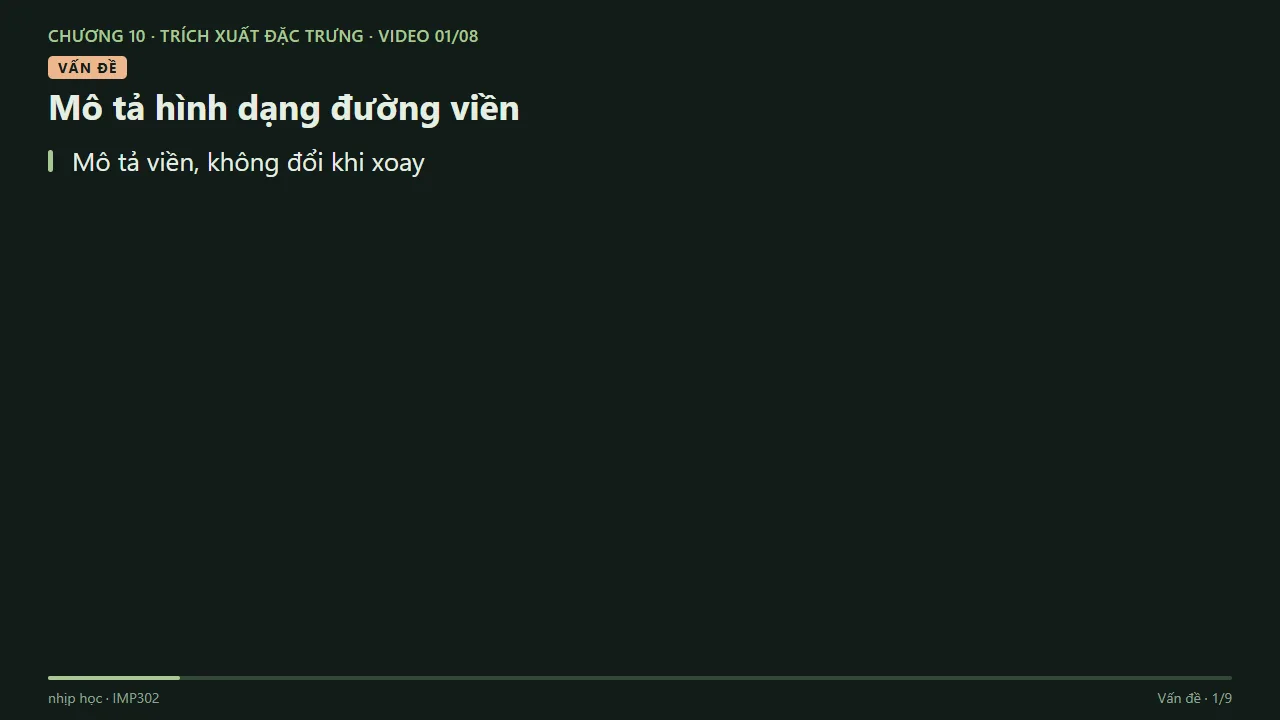 CHƯƠNG 10 · TRÍCH XUẤT ĐẶC TRƯNG · VIDEO 01/08
VẤN ĐỀ
Mô tả hình dạng đường viền
Mô tả viền, không đổi khi xoay
nhịp học · IMP302
Vấn đề · 1/9